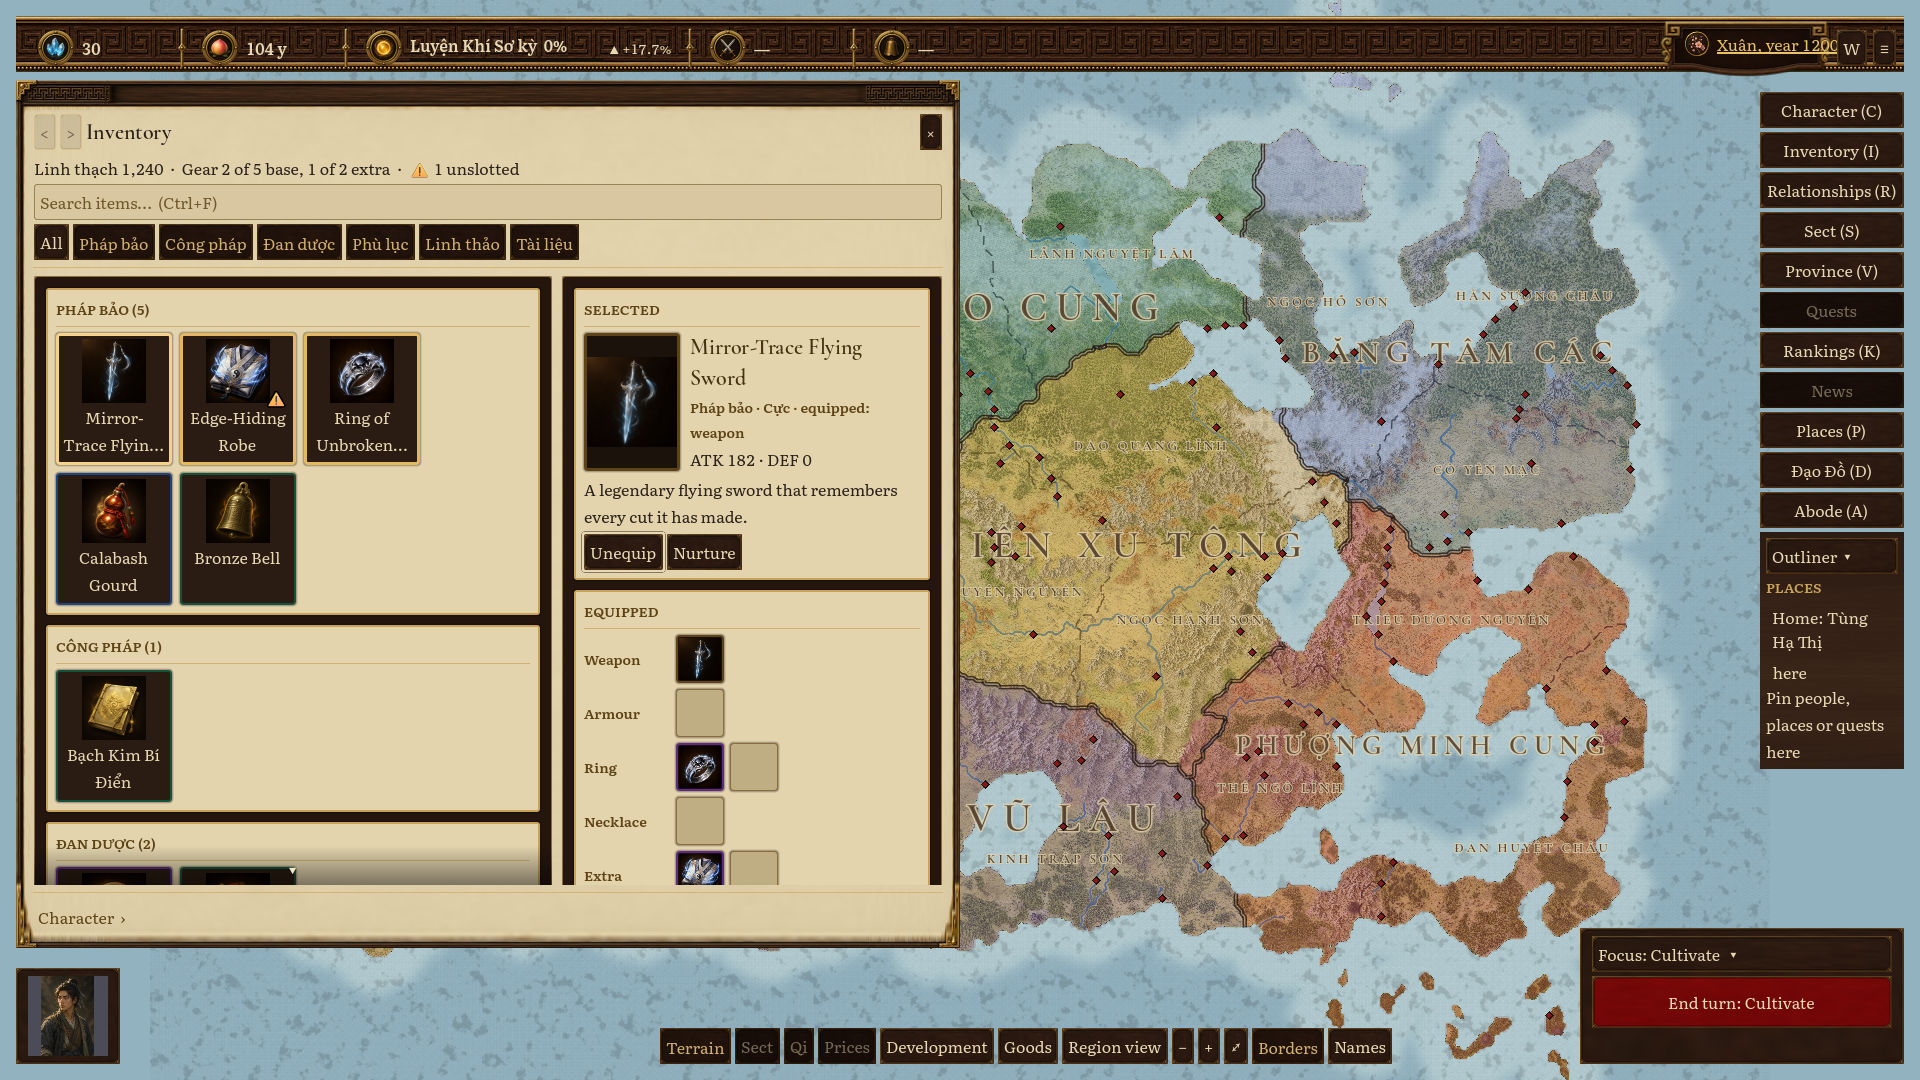 30
104 y
Luyện Khí Sơ kỳ 0%
▲ +17.7%
—
—
Xuân, year 1200
W
≡
< > Inventory
×
Linh thạch 1,240 · Gear 2 of 5 base, 1 of 2 extra · ⚠ 1 unslotted
Search items... (Ctrl+F)
All Pháp bảo Công pháp Đan dược Phù lục Linh thảo Tài liệu
PHÁP BẢO (5)
Mirror-
Trace Flyin...
Edge-Hiding
Robe
Ring of
Unbroken...
Calabash
Gourd
Bronze Bell
CÔNG PHÁP (1)
Bạch Kim Bí
Điển
ĐAN DƯỢC (2)
SELECTED
Mirror-Trace Flying
Sword
Pháp bảo · Cực · equipped:
weapon
ATK 182 · DEF 0
A legendary flying sword that remembers
every cut it has made.
Unequip Nurture
EQUIPPED
Weapon
Armour
Ring
Necklace
Extra
Character ›
LÃNH NGUYỆT LÂM
O CUNG
NGỌC HỒ SƠN
HÀN SƯƠNG CHÂU
BĂNG TÂM CÁC
DAO QUANG LĨNH
CÔ YÊN MẠC
IÊN XU TÔNG
UYÊN NGUYÊN
NGỌC HÀNH SƠN
TRIỀU DƯƠNG NGUYÊN
PHƯỢNG MINH CUNG
THÊ NGÔ LĨNH
VŨ LÂU
KINH TRẬP SƠN
ĐAN HUYỆT CHÂU
Character (C)
Inventory (I)
Relationships (R)
Sect (S)
Province (V)
Quests
Rankings (K)
News
Places (P)
Đạo Đồ (D)
Abode (A)
Outliner ▾
PLACES
Home: Tùng
Hạ Thị
here
Pin people,
places or quests
here
Focus: Cultivate ▾
End turn: Cultivate
Terrain Sect Qi Prices Development Goods Region view − + ⤢ Borders Names